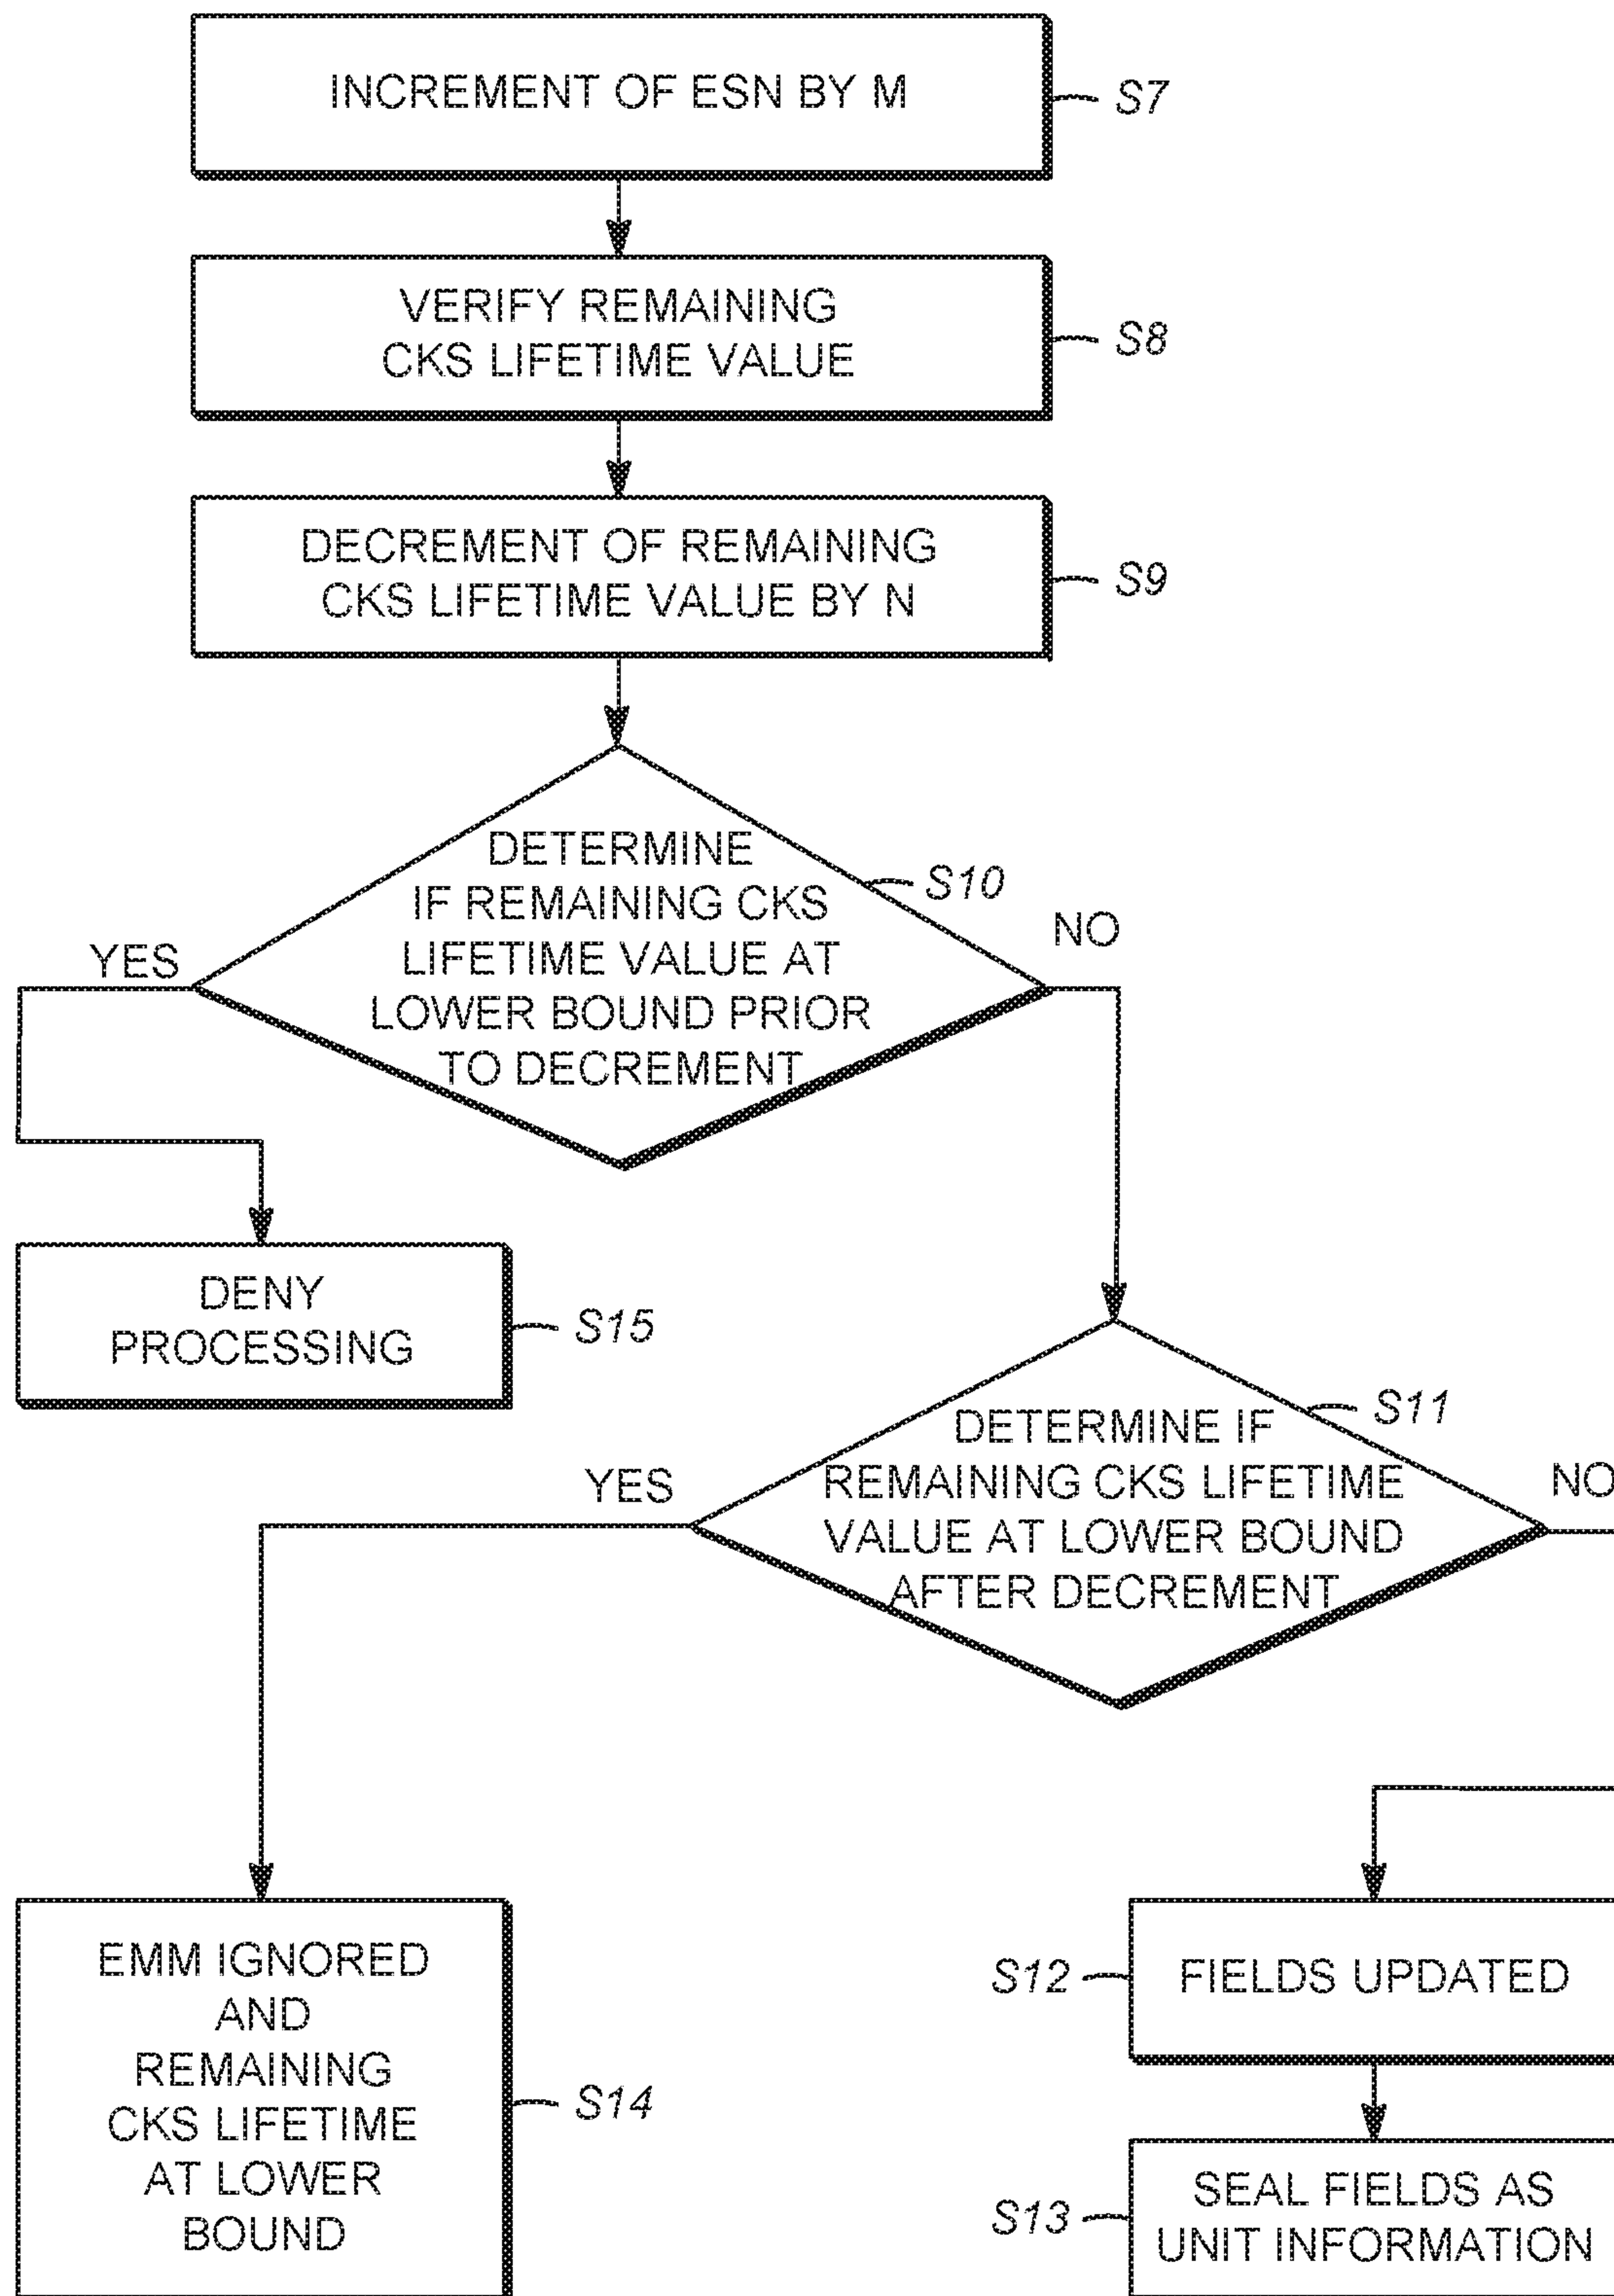 INCREMENT OF ESN BY M
S7
VERIFY REMAINING
CKS LIFETIME VALUE
S8
DECREMENT OF REMAINING
CKS LIFETIME VALUE BY N
S9
DETERMINE
IF REMAINING CKS
LIFETIME VALUE AT
LOWER BOUND PRIOR
TO DECREMENT
S10
YES
NO
DENY
PROCESSING
S15
DETERMINE IF
REMAINING CKS LIFETIME
VALUE AT LOWER BOUND
AFTER DECREMENT
S11
YES
NO
EMM IGNORED
AND
REMAINING
CKS LIFETIME
AT LOWER
BOUND
S14
S12
FIELDS UPDATED
S13
SEAL FIELDS AS
UNIT INFORMATION